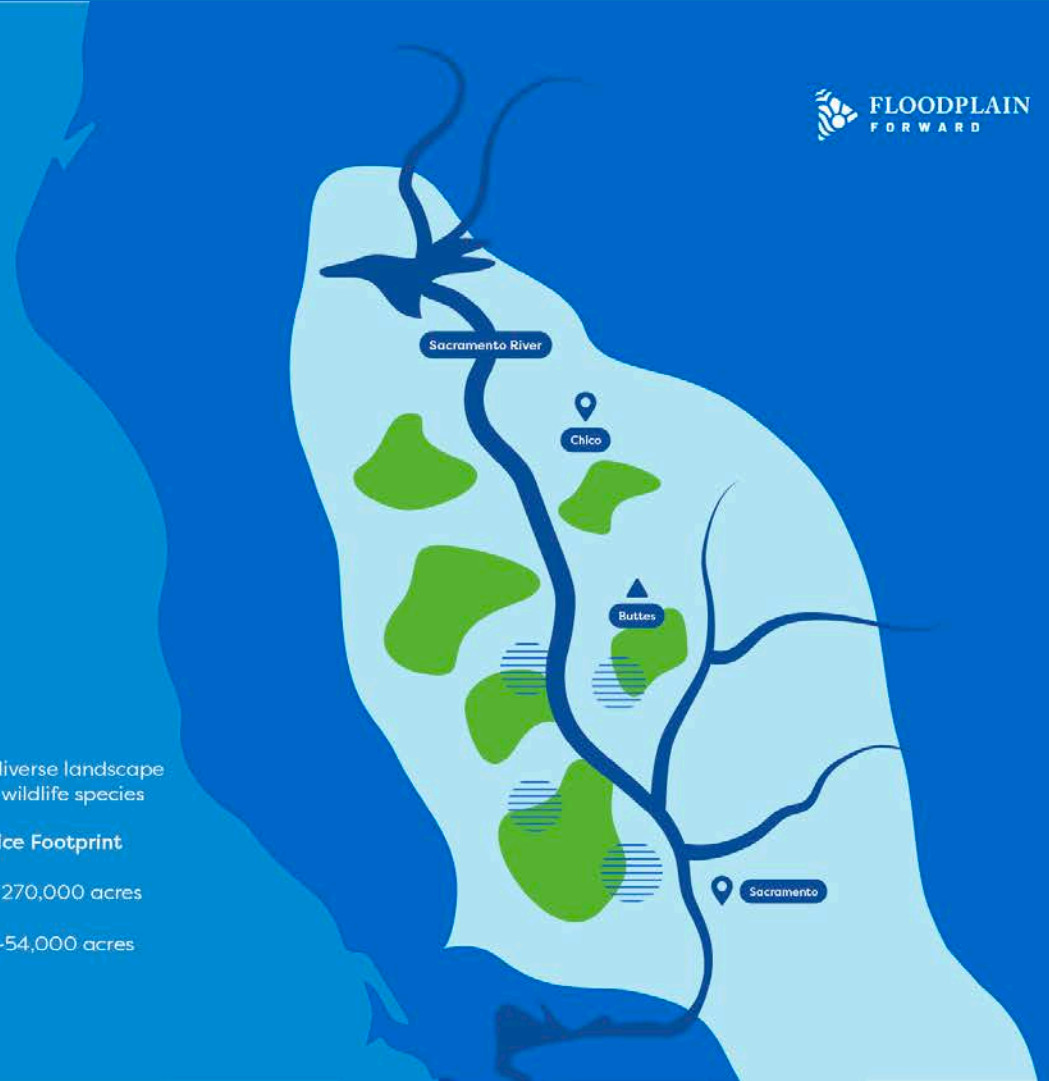 FLOODPLAIN
FORWARD
Sacramento River
Chico
Buttes
diverse landscape
wildlife species
ice Footprint
270,000 acres
~54,000 acres
Sacramento